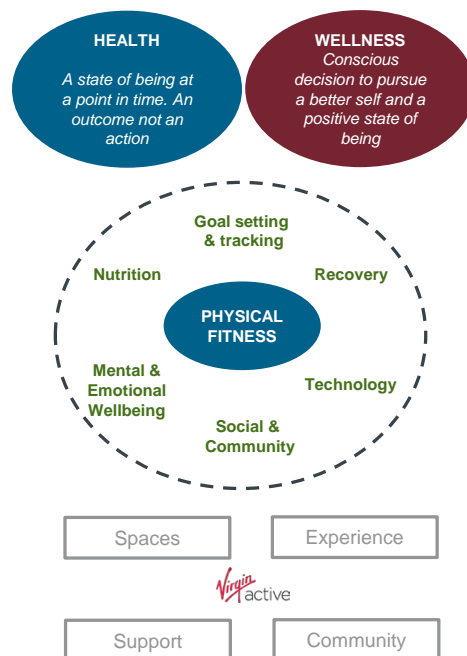 HEALTH
A state of being at
a point in time. An
outcome not an
action
WELLNESS
Conscious
decision to pursue
a better self and a
positive state of
being
Goal setting
& tracking
Nutrition
Recovery
PHYSICAL
FITNESS
Mental &
Emotional
Wellbeing
Technology
Social &
Community
Spaces
Experience
Virgin active
Support
Community